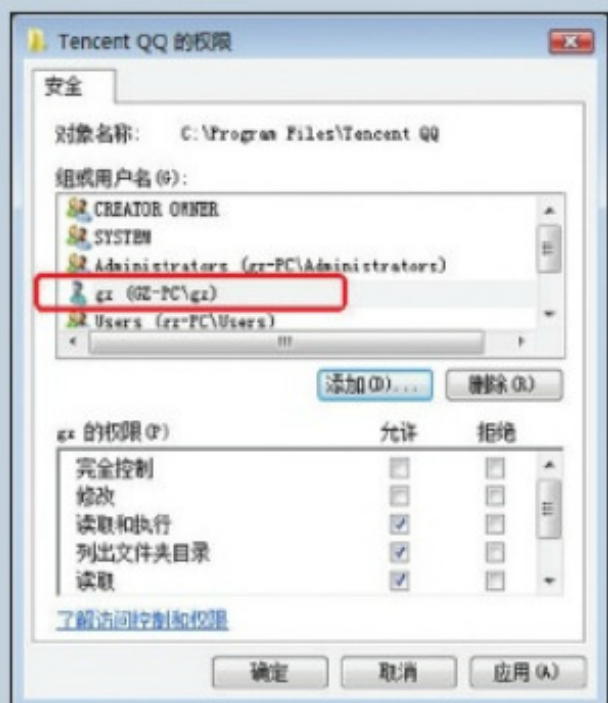 Tencent QQ 的权限
安全
对象名称: C:\Program Files\Tencent QQ
组或用户名(G):
CREATOR OWNER
SYSTEM
Administrators (gz-PC\Administrators)
gz (GZ-PC\gz)
Users (gz-PC\Users)
添加(D)... 删除(R)
gz 的权限(P) 允许 拒绝
完全控制
修改
读取和执行
列出文件夹目录
读取
了解访问控制和权限
确定 取消 应用(A)